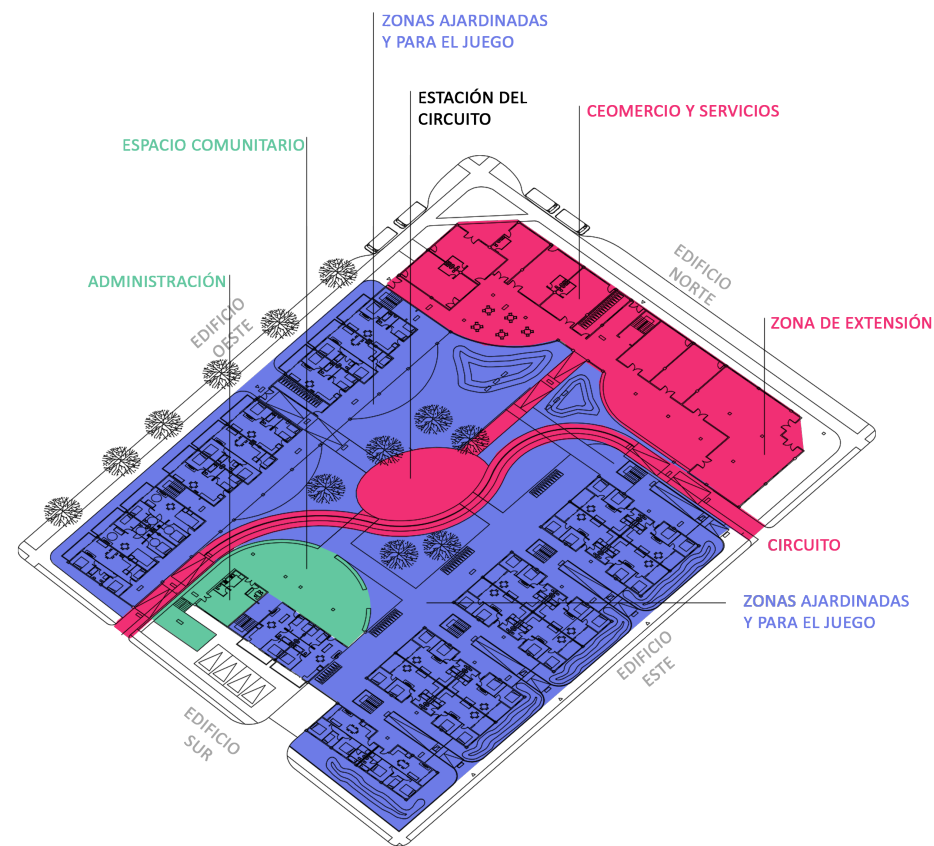 ZONAS AJARDINADAS
Y PARA EL JUEGO
ESTACIÓN DEL
CIRCUITO
CEOMERCIO Y SERVICIOS
ESPACIO COMUNITARIO
ADMINISTRACIÓN
EDIFICIO
OESTE
EDIFICIO
NORTE
ZONA DE EXTENSIÓN
CIRCUITO
ZONAS AJARDINADAS
Y PARA EL JUEGO
EDIFICIO
ESTE
EDIFICIO
SUR